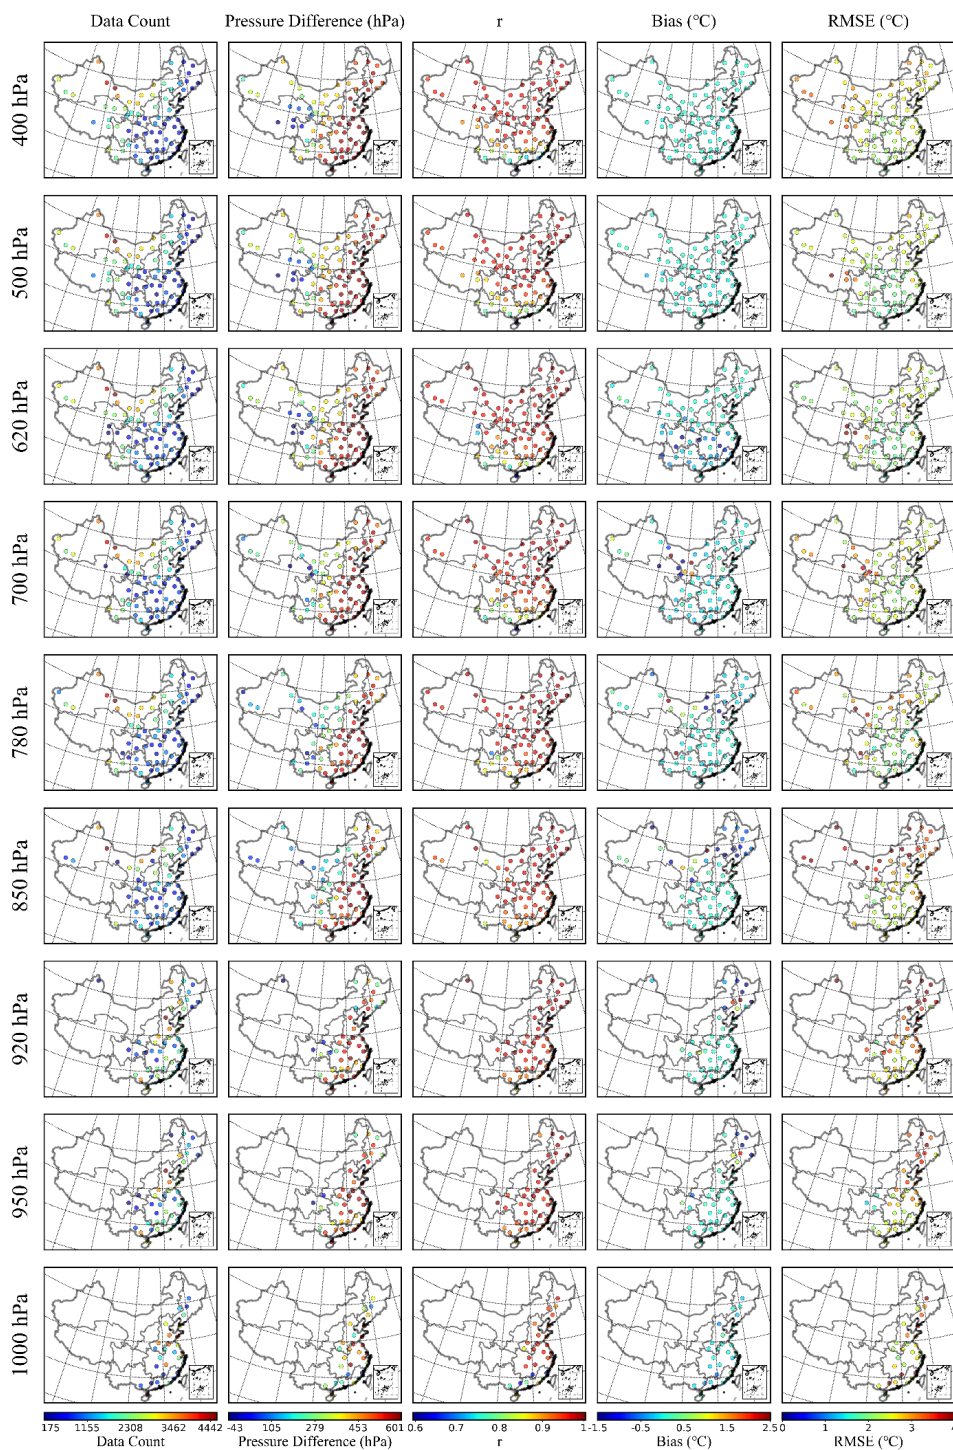 Data Count Pressure Difference (hPa) r Bias (℃) RMSE (℃)
400 hPa
500 hPa
620 hPa
700 hPa
780 hPa
850 hPa
920 hPa
950 hPa
1000 hPa
175 1155 2308 3462 4442 -43 105 279 453 601 0.6 0.7 0.8 0.9 1 -1.5 -0.5 0.5 1.5 2.5 0 1 2 3
Data Count Pressure Difference (hPa) r Bias (℃) RMSE (℃)